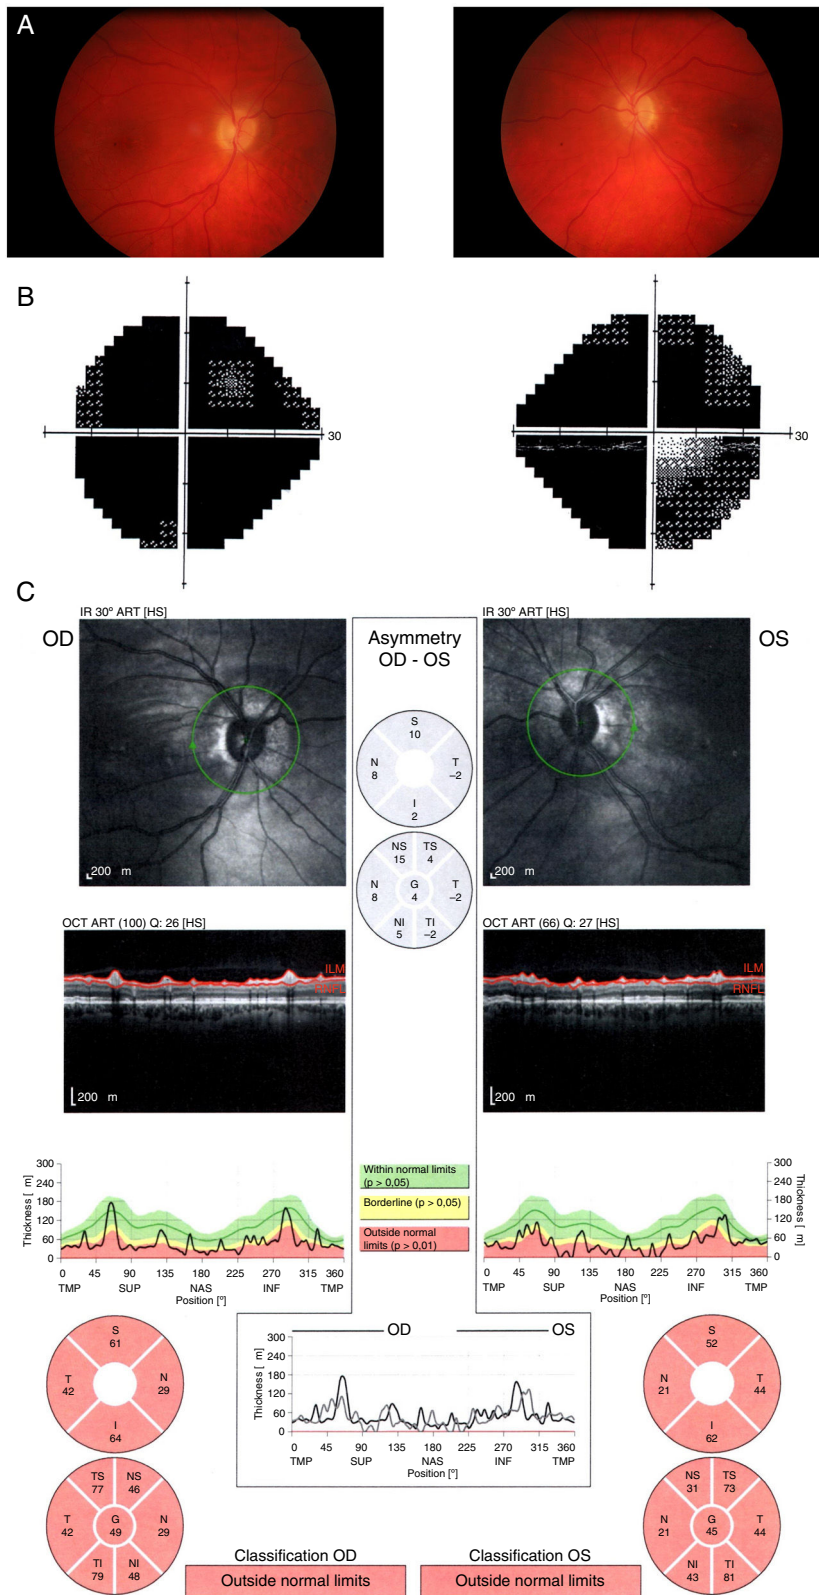 A
B
30
30
C
IR 30° ART [HS]
IR 30° ART [HS]
OD
Asymmetry
OD - OS
OS
S
10
N
8
T
–2
I
2
NS
15
TS
4
N
8
G
4
T
–2
NI
5
TI
–2
200 m
200 m
OCT ART (100) Q: 26 [HS]
OCT ART (66) Q: 27 [HS]
ILM
RNFL
ILM
RNFL
200 m
200 m
Thickness [ m]
300
240
180
120
60
0
0 45 90 135 180 225 270 315 360
TMP SUP NAS INF TMP
Position [°]
Within normal limits
(p > 0,05)
Borderline (p > 0,05)
Outside normal
limits (p > 0,01)
300
240
180
120
60
0
Thickness [ m]
0 45 90 135 180 225 270 315 360
TMP SUP NAS INF TMP
Position [°]
S
61
T
42
N
29
I
64
TS
77
NS
46
T
42
G
49
N
29
TI
79
NI
48
OD
OS
Thickness [ m]
300
240
180
120
60
0
0 45 90 135 180 225 270 315 360
TMP SUP NAS INF TMP
Position [°]
S
52
N
21
T
44
I
62
NS
31
TS
73
N
21
G
45
T
44
NI
43
TI
81
Classification OD
Outside normal limits
Classification OS
Outside normal limits